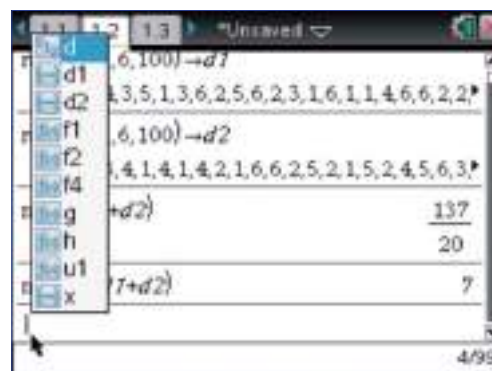 1.1 1.2 1.3 *Unsaved
d
d1
d2
f1
f2
f4
g
h
u1
x
,6,100)→d1
1,3,5,1,3,6,2,5,6,2,3,1,6,1,1,4,6,6,2,2,
,6,100)→d2
,4,1,4,1,4,2,1,6,6,2,5,2,1,5,2,4,5,6,3,
+d2) 137
20
1+d2) 7
4/99